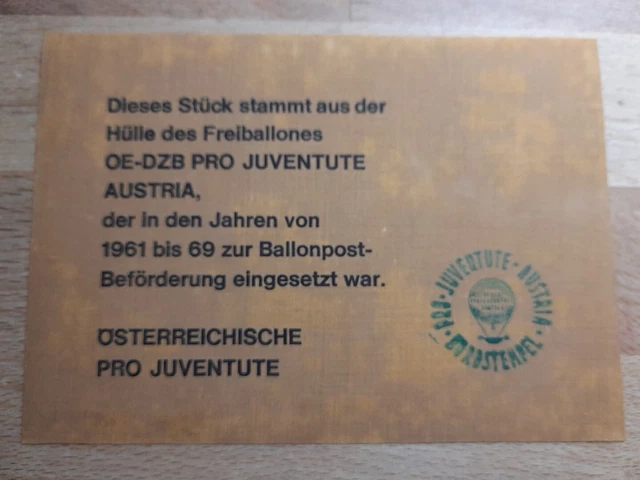 Dieses Stück stammt aus der
Hülle des Freiballones
OE-DZB PRO JUVENTUTE
AUSTRIA,
der in den Jahren von
1961 bis 69 zur Ballonpost-
Beförderung eingesetzt war.
ÖSTERREICHISCHE
PRO JUVENTUTE
JUVENTUTE · AUSTRIA
BORDSTEMPEL